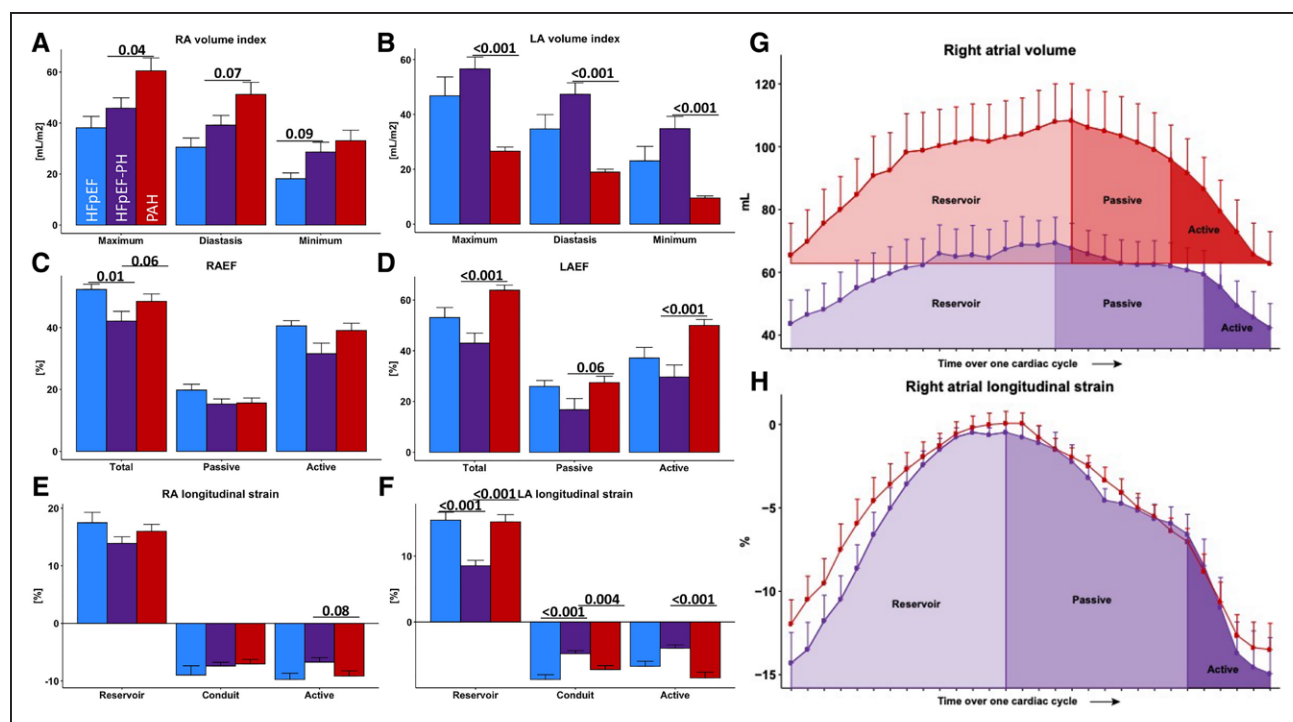 A
RA volume index
0.04
0.07
0.09
60
40
20
0
[mL/m2]
HFpEF
HFpEF-PH
PAH
Maximum
Diastasis
Minimum
B
LA volume index
<0.001
<0.001
<0.001
60
40
20
0
[mL/m2]
Maximum
Diastasis
Minimum
C
RAEF
0.01
0.06
40
20
0
[%]
Total
Passive
Active
D
LAEF
<0.001
0.06
<0.001
60
40
20
0
[%]
Total
Passive
Active
E
RA longitudinal strain
0.08
20
10
0
-10
[%]
Reservoir
Conduit
Active
F
LA longitudinal strain
<0.001
<0.001
<0.001
0.004
<0.001
10
0
[%]
Reservoir
Conduit
Active
G
Right atrial volume
120
100
80
60
40
mL
Reservoir
Passive
Active
Reservoir
Passive
Active
Time over one cardiac cycle
H
Right atrial longitudinal strain
0
−5
−10
−15
%
Reservoir
Passive
Active
Time over one cardiac cycle